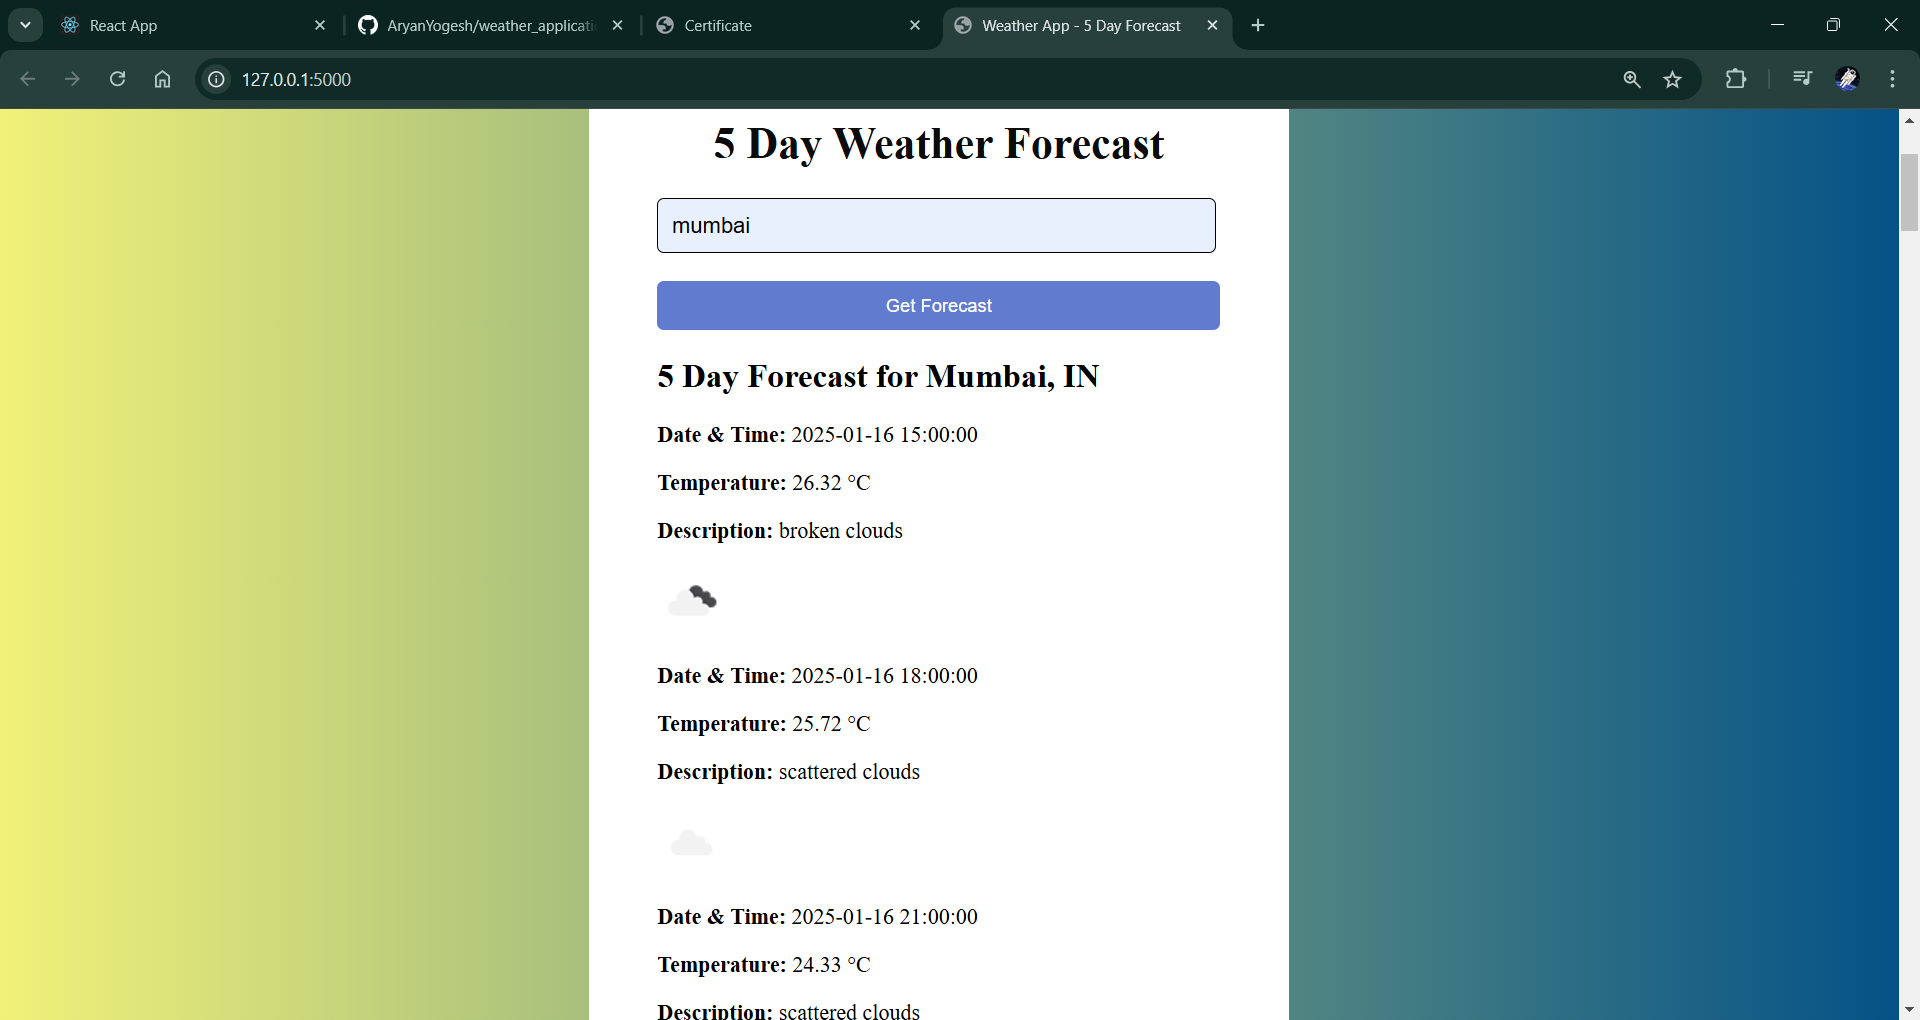 React App
AryanYogesh/weather_applicati
Certificate
Weather App - 5 Day Forecast
127.0.0.1:5000
5 Day Weather Forecast
mumbai
Get Forecast
5 Day Forecast for Mumbai, IN
Date & Time: 2025-01-16 15:00:00
Temperature: 26.32 °C
Description: broken clouds
Date & Time: 2025-01-16 18:00:00
Temperature: 25.72 °C
Description: scattered clouds
Date & Time: 2025-01-16 21:00:00
Temperature: 24.33 °C
Description: scattered clouds